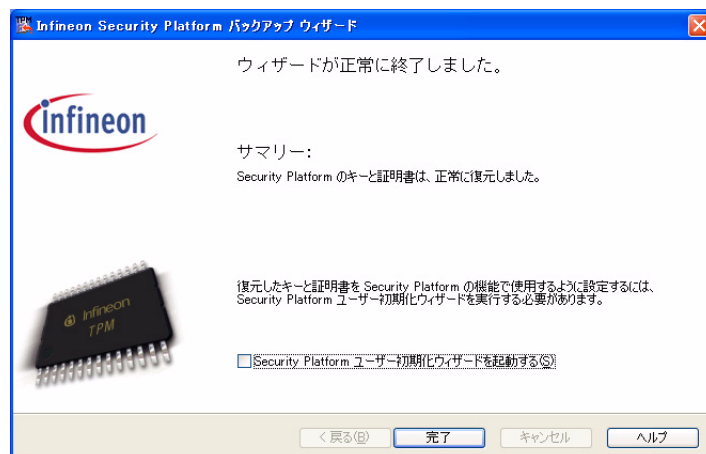 Infineon Security Platform バックアップ ウィザード
ウィザードが正常に終了しました。
infineon
サマリー:
Security Platform のキーと証明書は、正常に復元しました。
復元したキーと証明書を Security Platform の機能で使用するように設定するには、
Security Platform ユーザー初期化ウィザードを実行する必要があります。
Infineon
TPM
Security Platform ユーザー初期化ウィザードを起動する(S)
< 戻る(B)
完了
キャンセル
ヘルプ